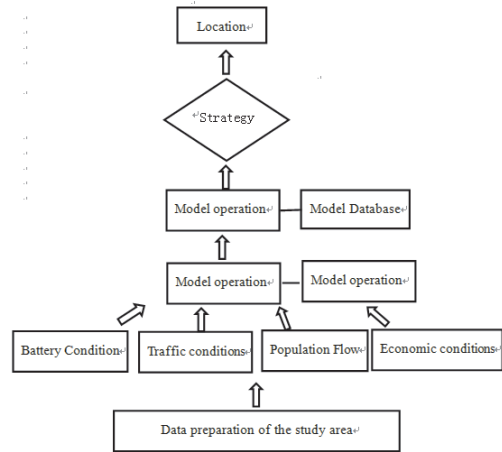 Location
Strategy
Model operation
Model Database
Model operation
Model operation
Battery Condition
Traffic conditions
Population Flow
Economic conditions
Data preparation of the study area